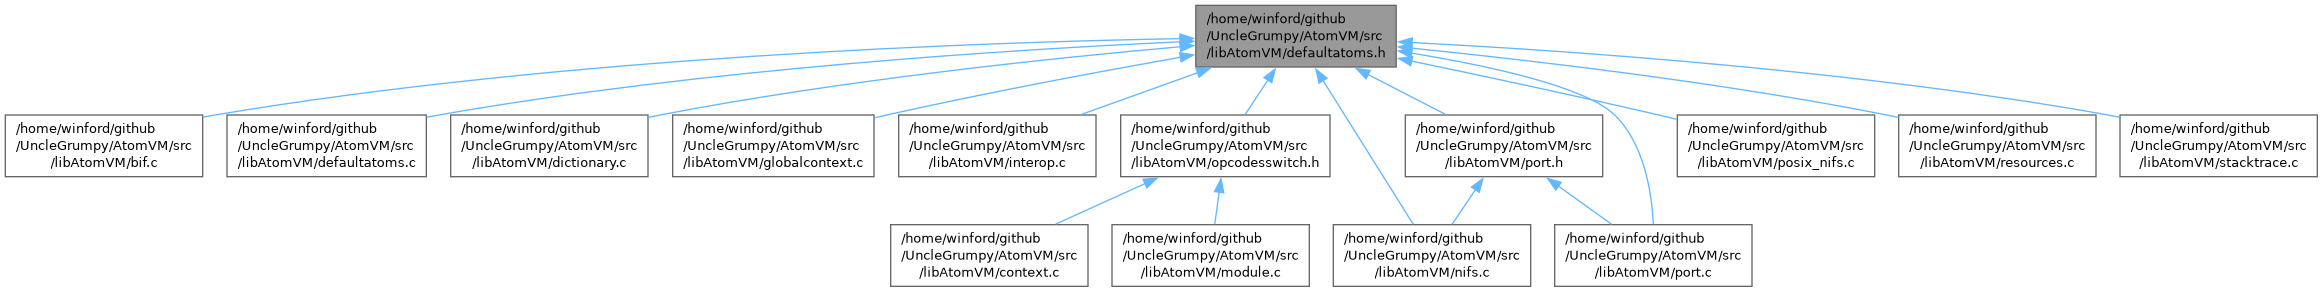 /home/winford/github
/UncleGrumpy/AtomVM/src
/libAtomVM/defaultatoms.h
/home/winford/github
/UncleGrumpy/AtomVM/src
/libAtomVM/bif.c
/home/winford/github
/UncleGrumpy/AtomVM/src
/libAtomVM/defaultatoms.c
/home/winford/github
/UncleGrumpy/AtomVM/src
/libAtomVM/dictionary.c
/home/winford/github
/UncleGrumpy/AtomVM/src
/libAtomVM/globalcontext.c
/home/winford/github
/UncleGrumpy/AtomVM/src
/libAtomVM/interop.c
/home/winford/github
/UncleGrumpy/AtomVM/src
/libAtomVM/opcodesswitch.h
/home/winford/github
/UncleGrumpy/AtomVM/src
/libAtomVM/port.h
/home/winford/github
/UncleGrumpy/AtomVM/src
/libAtomVM/posix_nifs.c
/home/winford/github
/UncleGrumpy/AtomVM/src
/libAtomVM/resources.c
/home/winford/github
/UncleGrumpy/AtomVM/src
/libAtomVM/stacktrace.c
/home/winford/github
/UncleGrumpy/AtomVM/src
/libAtomVM/context.c
/home/winford/github
/UncleGrumpy/AtomVM/src
/libAtomVM/module.c
/home/winford/github
/UncleGrumpy/AtomVM/src
/libAtomVM/nifs.c
/home/winford/github
/UncleGrumpy/AtomVM/src
/libAtomVM/port.c